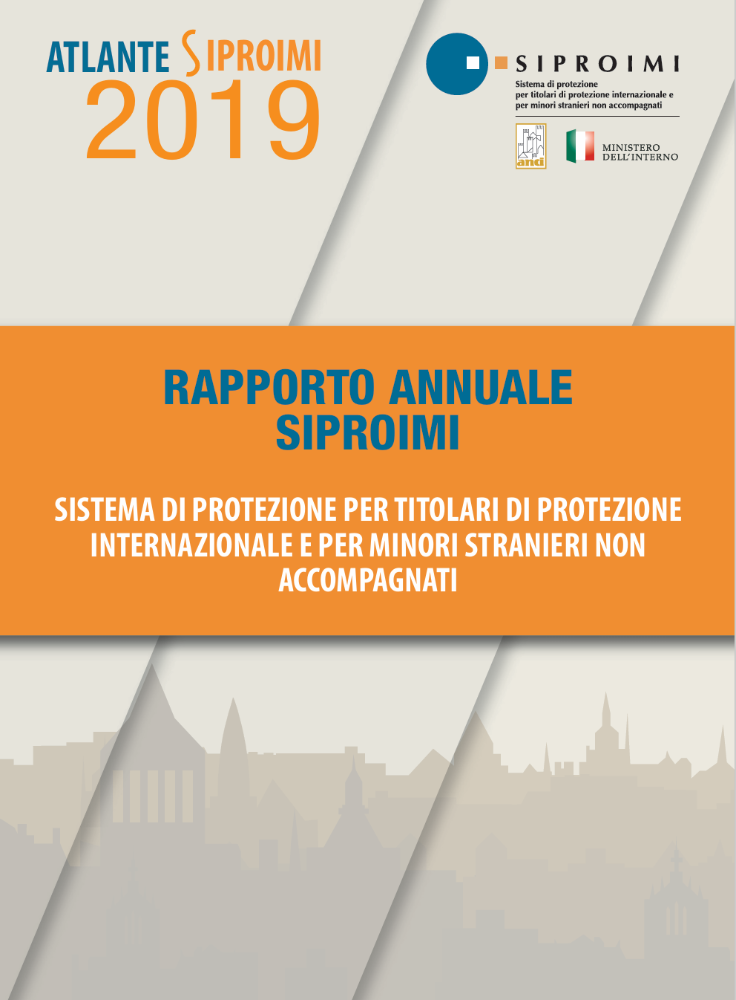 ATLANTE SIPROIMI
2019
SIPROIMI
Sistema di protezione
per titolari di protezione internazionale e
per minori stranieri non accompagnati
anci
MINISTERO
DELL'INTERNO
RAPPORTO ANNUALE
SIPROIMI
SISTEMA DI PROTEZIONE PER TITOLARI DI PROTEZIONE
INTERNAZIONALE E PER MINORI STRANIERI NON
ACCOMPAGNATI